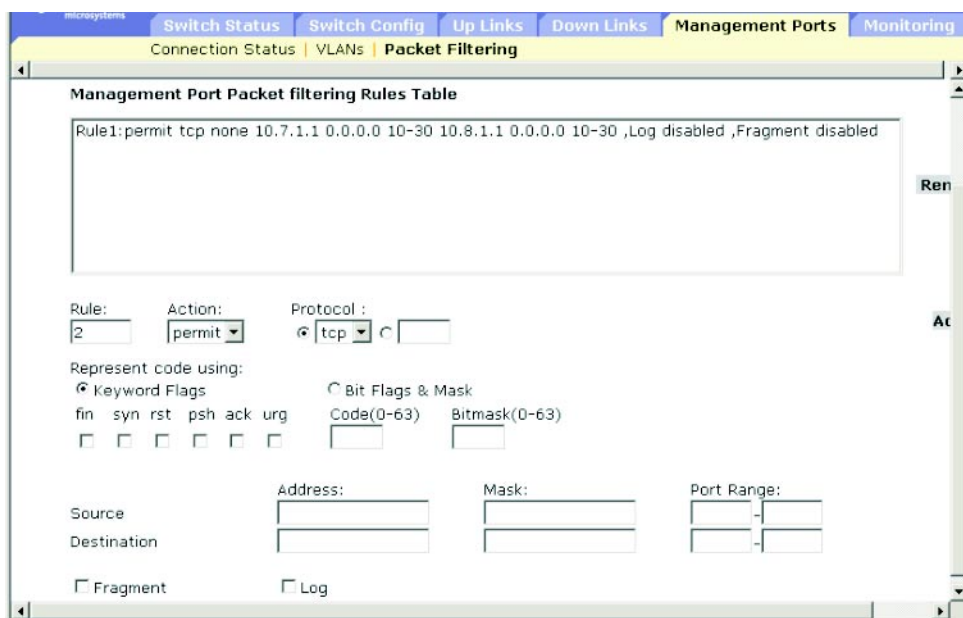 microsystems
Switch Status Switch Config Up Links Down Links Management Ports Monitoring
Connection Status | VLANs | Packet Filtering
Management Port Packet filtering Rules Table
Rule1:permit tcp none 10.7.1.1 0.0.0.0 10-30 10.8.1.1 0.0.0.0 10-30 ,Log disabled ,Fragment disabled
Ren
Rule: Action: Protocol :
2 permit tcp
Represent code using:
Keyword Flags Bit Flags & Mask
fin syn rst psh ack urg Code(0-63) Bitmask(0-63)
Address: Mask: Port Range:
Source -
Destination -
Fragment Log